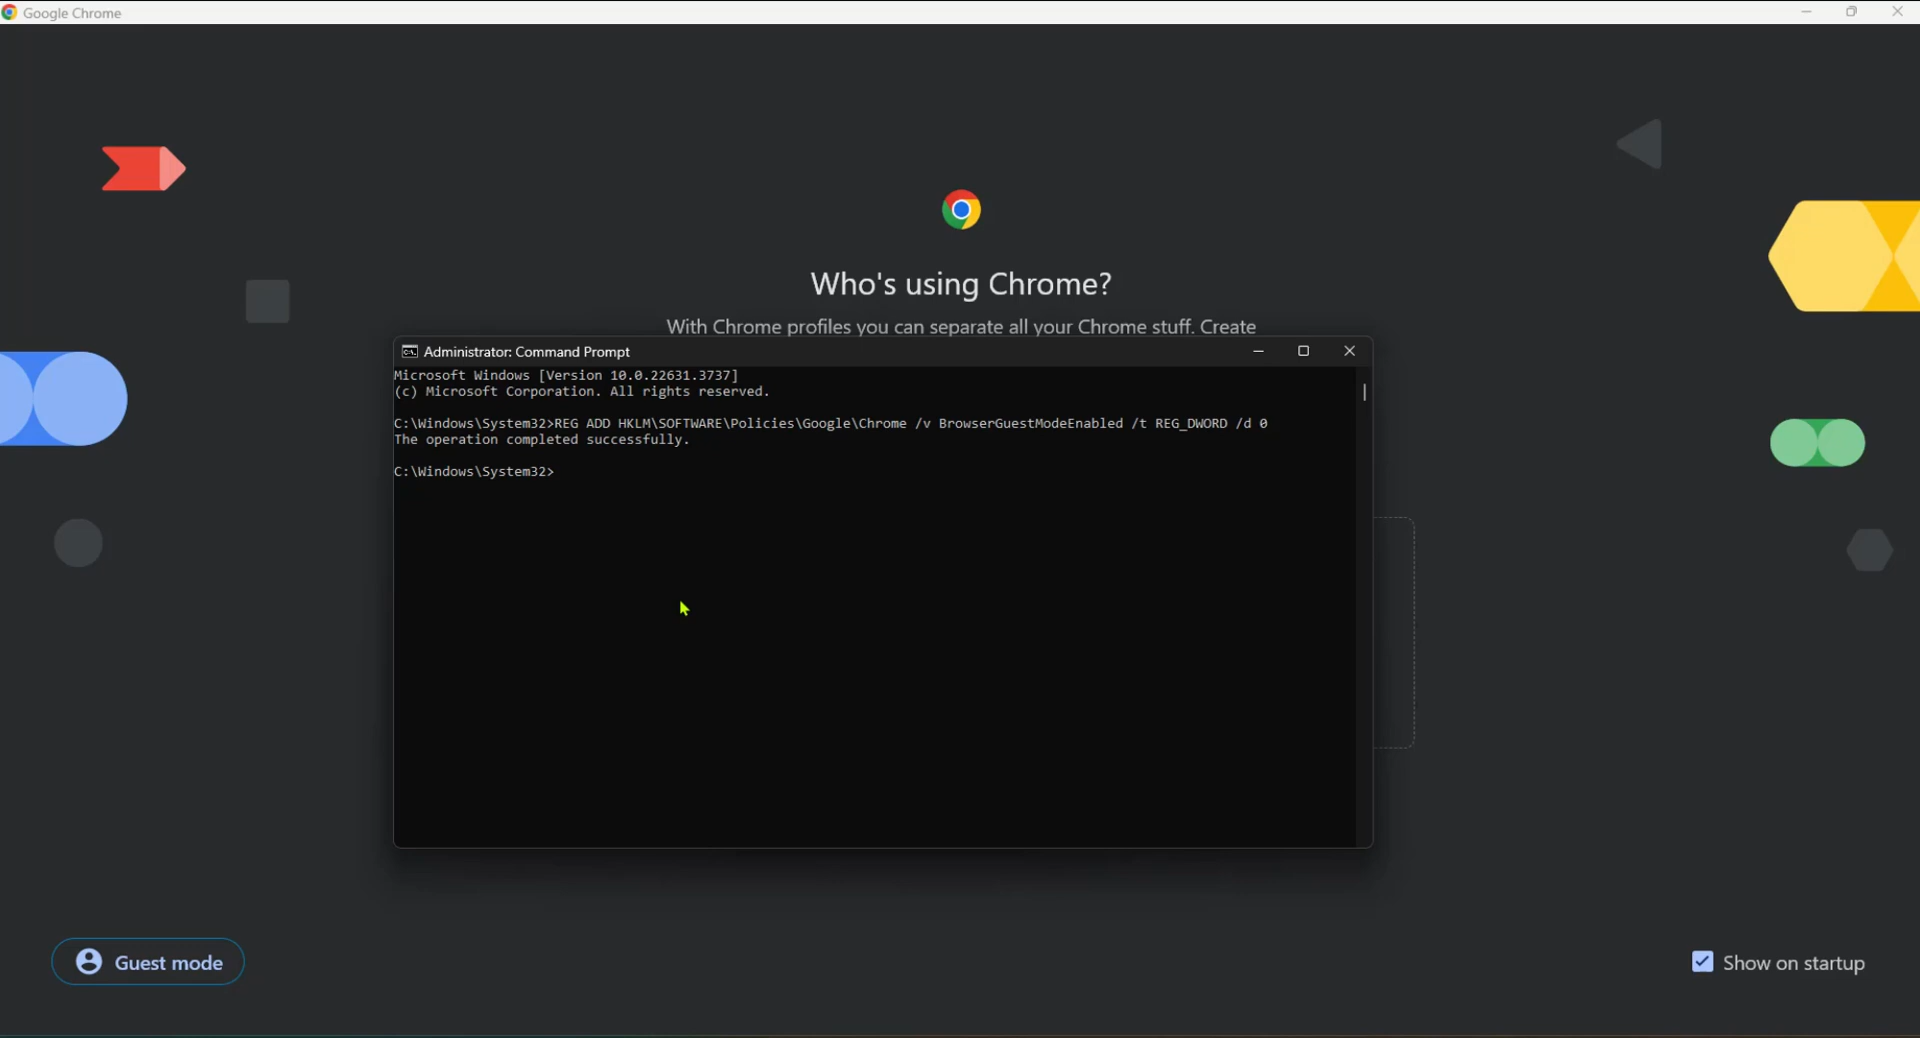 Google Chrome
Who's using Chrome?
With Chrome profiles you can separate all your Chrome stuff. Create
Administrator: Command Prompt
Microsoft Windows [Version 10.0.22631.3737]
(c) Microsoft Corporation. All rights reserved.
C:\Windows\System32>REG ADD HKLM\SOFTWARE\Policies\Google\Chrome /v BrowserGuestModeEnabled /t REG_DWORD /d 0
The operation completed successfully.
C:\Windows\System32>
Guest mode
Show on startup